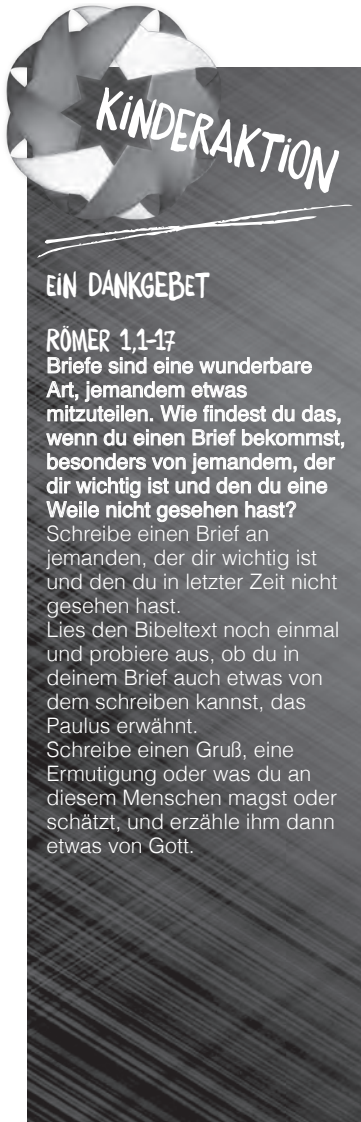 KINDERAKTION
EIN DANKGEBET
RÖMER 1,1-17
Briefe sind eine wunderbare
Art, jemandem etwas
mitzuteilen. Wie findest du das,
wenn du einen Brief bekommst,
besonders von jemandem, der
dir wichtig ist und den du eine
Weile nicht gesehen hast?
Schreibe einen Brief an
jemanden, der dir wichtig ist
und den du in letzter Zeit nicht
gesehen hast.
Lies den Bibeltext noch einmal
und probiere aus, ob du in
deinem Brief auch etwas von
dem schreiben kannst, das
Paulus erwähnt.
Schreibe einen Gruß, eine
Ermutigung oder was du an
diesem Menschen magst oder
schätzt, und erzähle ihm dann
etwas von Gott.